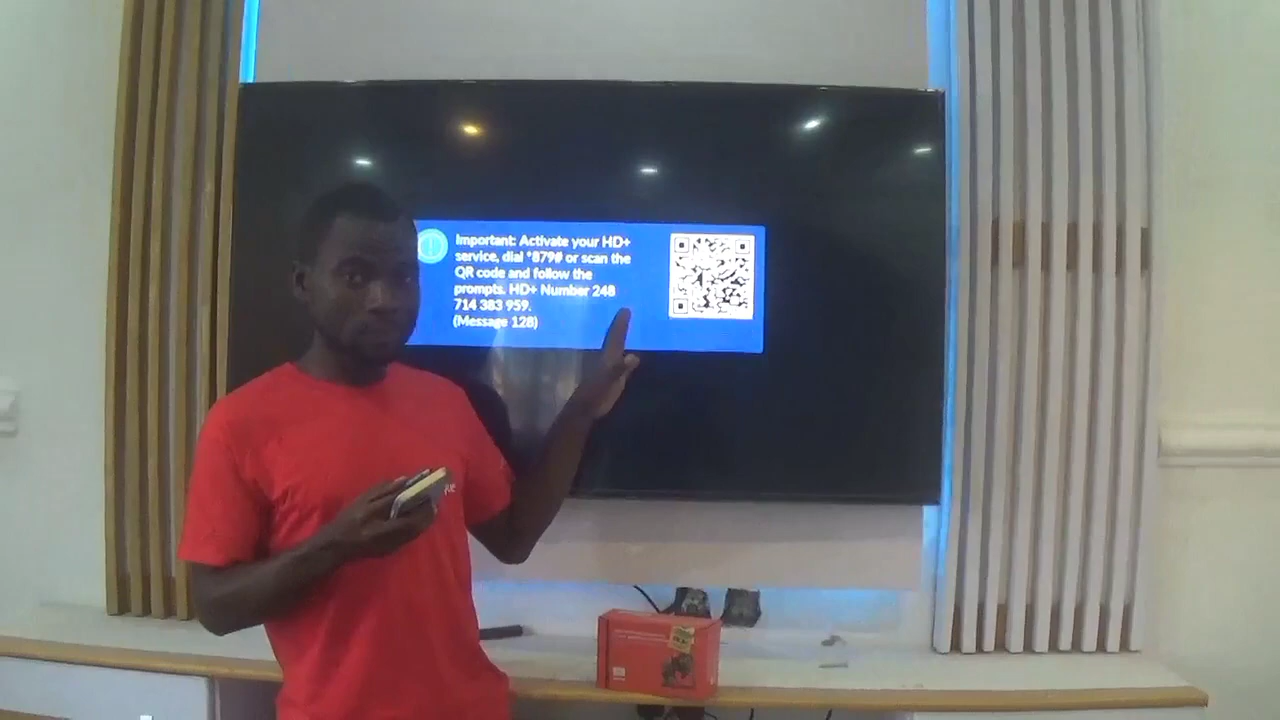 Important: Activate your HD+
service, dial *879# or scan the
QR code and follow the
prompts. HD+ Number 248
714 383 959.
(Message 128)